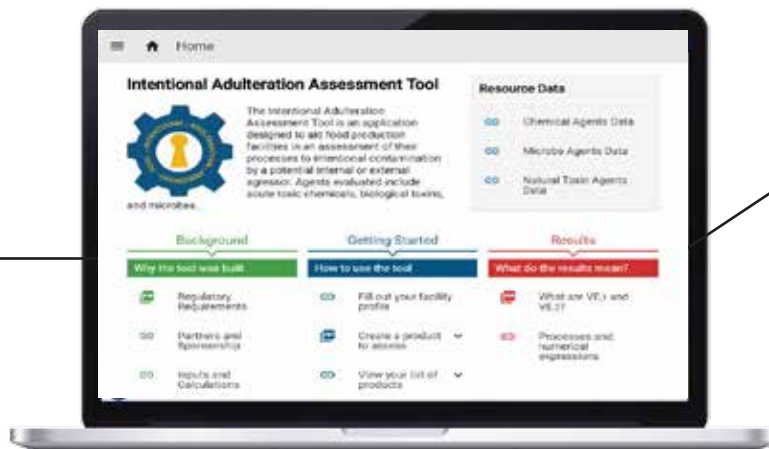 Home
Intentional Adulteration Assessment Tool
The Intentional Adulteration
Assessment Tool is an application
designed to aid food production
facilities in an assessment of their
processes to intentional contamination
by a potential internal or external
agressor. Agents evaluated include
acute toxic chemicals, biological toxins,
and microbes.
Resource Data
Chemical Agents Data
Microbe Agents Data
Natural Toxin Agents
Data
Background
Why the tool was built
Regulatory
Requirements
Partners and
Sponsorship
Inputs and
Calculations
Getting Started
How to use the tool
Fill out your facility
profile
Create a product
to assess
View your list of
products
Results
What do the results mean?
What are VE,1 and
VE,2?
Processes and
numerical
expressions